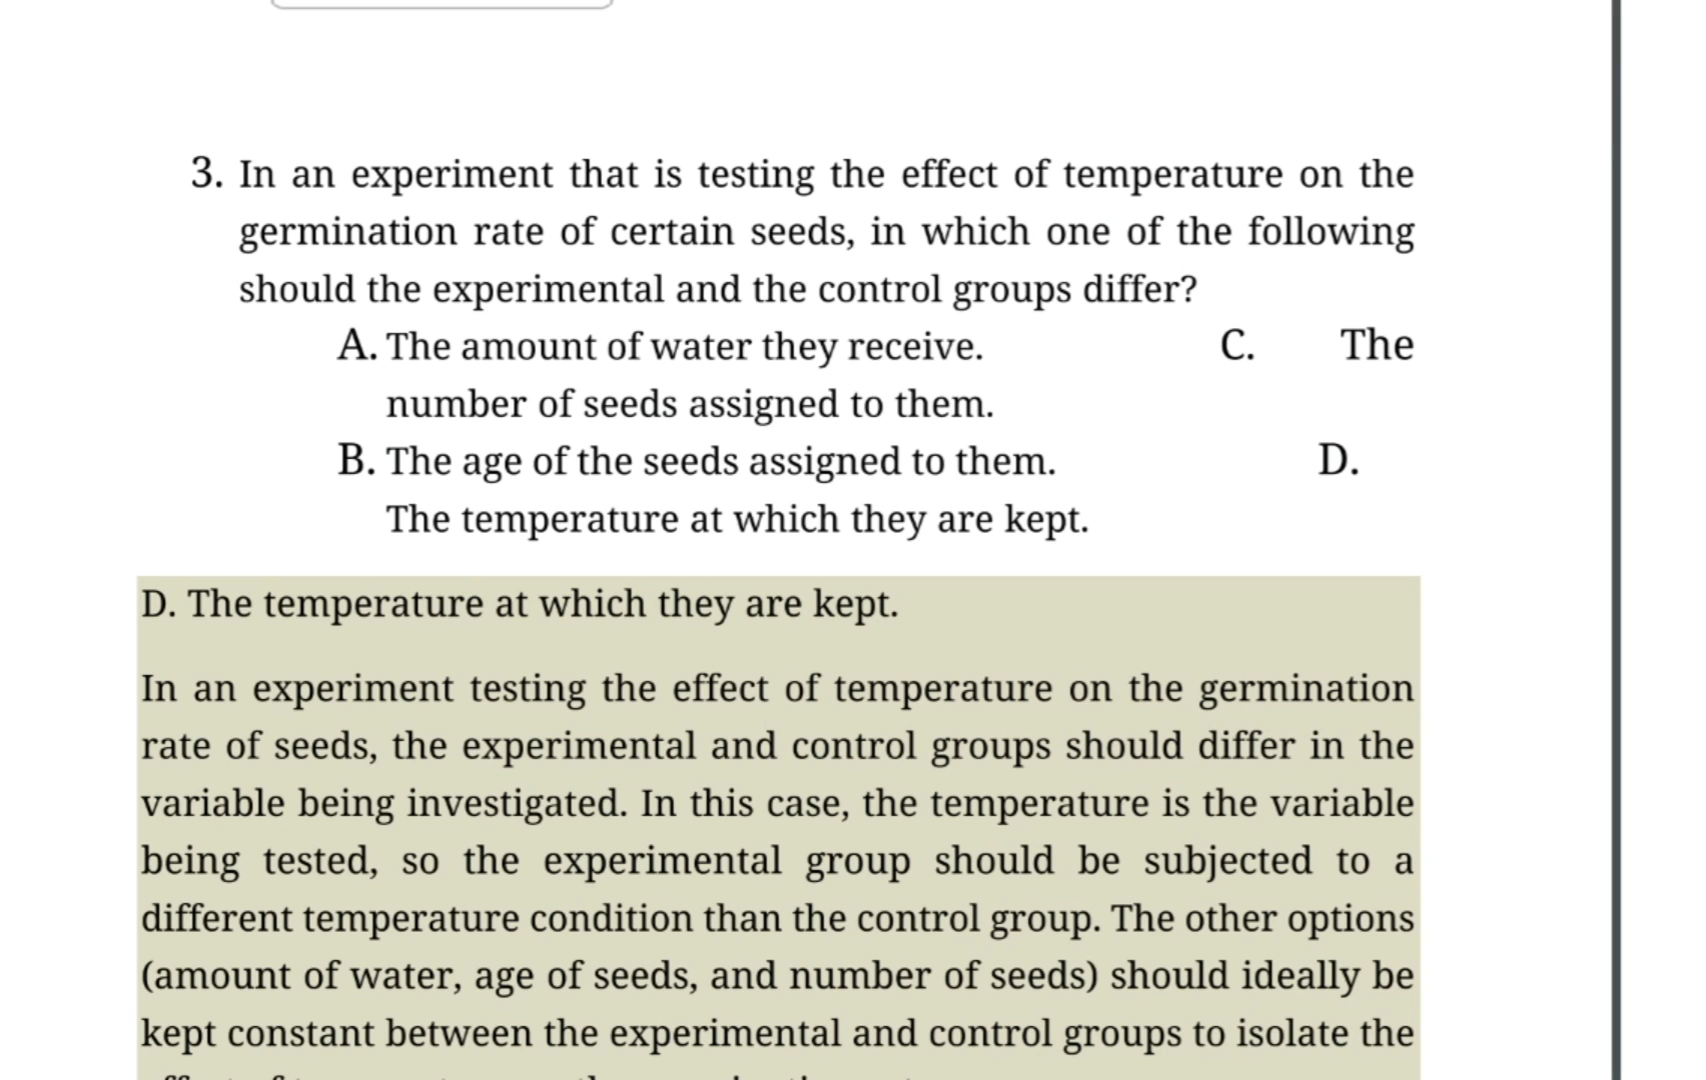 3. In an experiment that is testing the effect of temperature on the
germination rate of certain seeds, in which one of the following
should the experimental and the control groups differ?
A. The amount of water they receive. C. The
number of seeds assigned to them.
B. The age of the seeds assigned to them. D.
The temperature at which they are kept.
D. The temperature at which they are kept.
In an experiment testing the effect of temperature on the germination
rate of seeds, the experimental and control groups should differ in the
variable being investigated. In this case, the temperature is the variable
being tested, so the experimental group should be subjected to a
different temperature condition than the control group. The other options
(amount of water, age of seeds, and number of seeds) should ideally be
kept constant between the experimental and control groups to isolate the